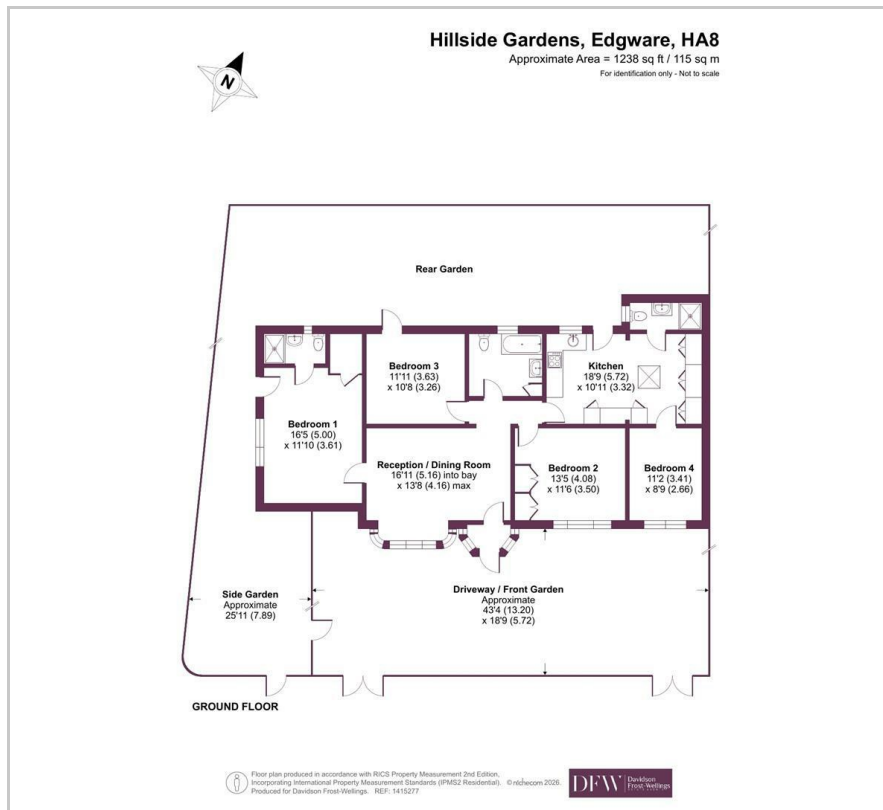 Hillside Gardens, Edgware, HA8
Approximate Area = 1238 sq ft / 115 sq m
For identification only - Not to scale
N
Rear Garden
Bedroom 3
11'11 (3.63)
x 10'8 (3.26)
Kitchen
18'9 (5.72)
x 10'11 (3.32)
Bedroom 1
16'5 (5.00)
x 11'10 (3.61)
Reception / Dining Room
16'11 (5.16) into bay
x 13'8 (4.16) max
Bedroom 2
13'5 (4.08)
x 11'6 (3.50)
Bedroom 4
11'2 (3.41)
x 8'9 (2.66)
Side Garden
Approximate
25'11 (7.89)
Driveway / Front Garden
Approximate
43'4 (13.20)
x 18'9 (5.72)
GROUND FLOOR
Floor plan produced in accordance with RICS Property Measurement 2nd Edition,
Incorporating International Property Measurement Standards (IPMS2 Residential). © nichecom 2026.
Produced for Davidson Frost-Wellings. REF: 1415277
DFW
Davidson
Frost-Wellings